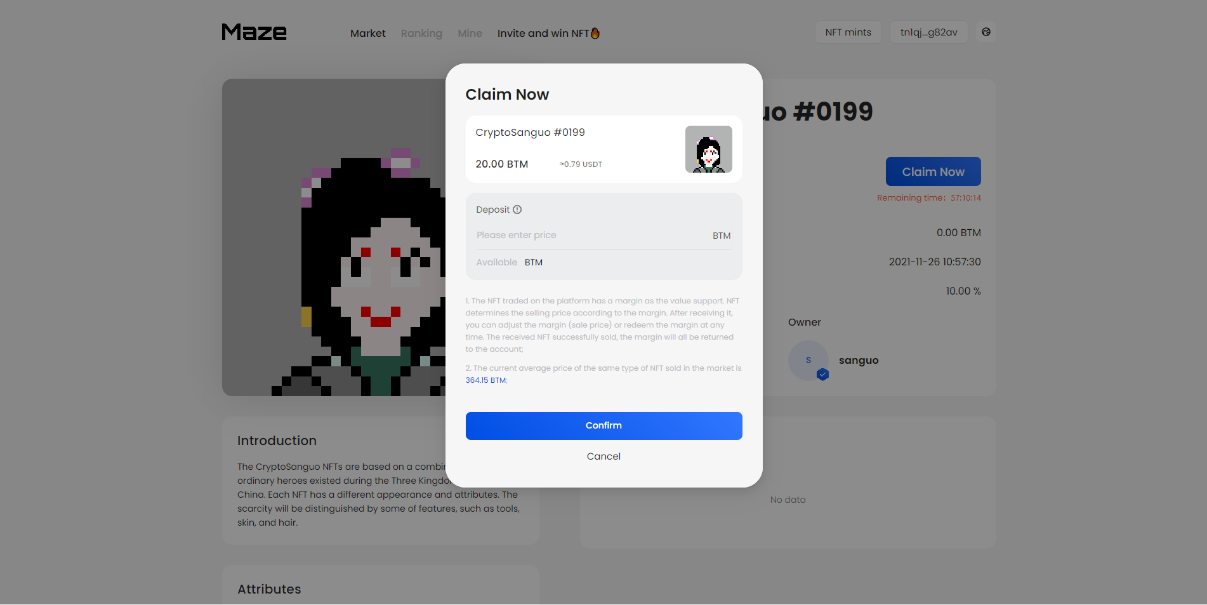 Maze
Market Ranking Mine Invite and win NFT🔥
NFT mints tn1qj...g82av
Claim Now
CryptoSanguo #0199
20.00 BTM ≈0.79 USDT
Deposit
Please enter price BTM
Available BTM
1. The NFT traded on the platform has a margin as the value support. NFT
determines the selling price according to the margin. After receiving it,
you can adjust the margin (sale price) or redeem the margin at any
time. The received NFT successfully sold, the margin will all be returned
to the account;
2. The current average price of the same type of NFT sold in the market is
364.15 BTM;
Confirm
Cancel
uo #0199
Claim Now
Remaining time: 37:10:14
0.00 BTM
2021-11-26 10:57:30
10.00 %
Owner
S sanguo
Introduction
The CryptoSanguo NFTs are based on a combin
ordinary heroes existed during the Three Kingd
China. Each NFT has a different appearance and attributes. The
scarcity will be distinguished by some of features, such as tools,
skin, and hair.
No data
Attributes